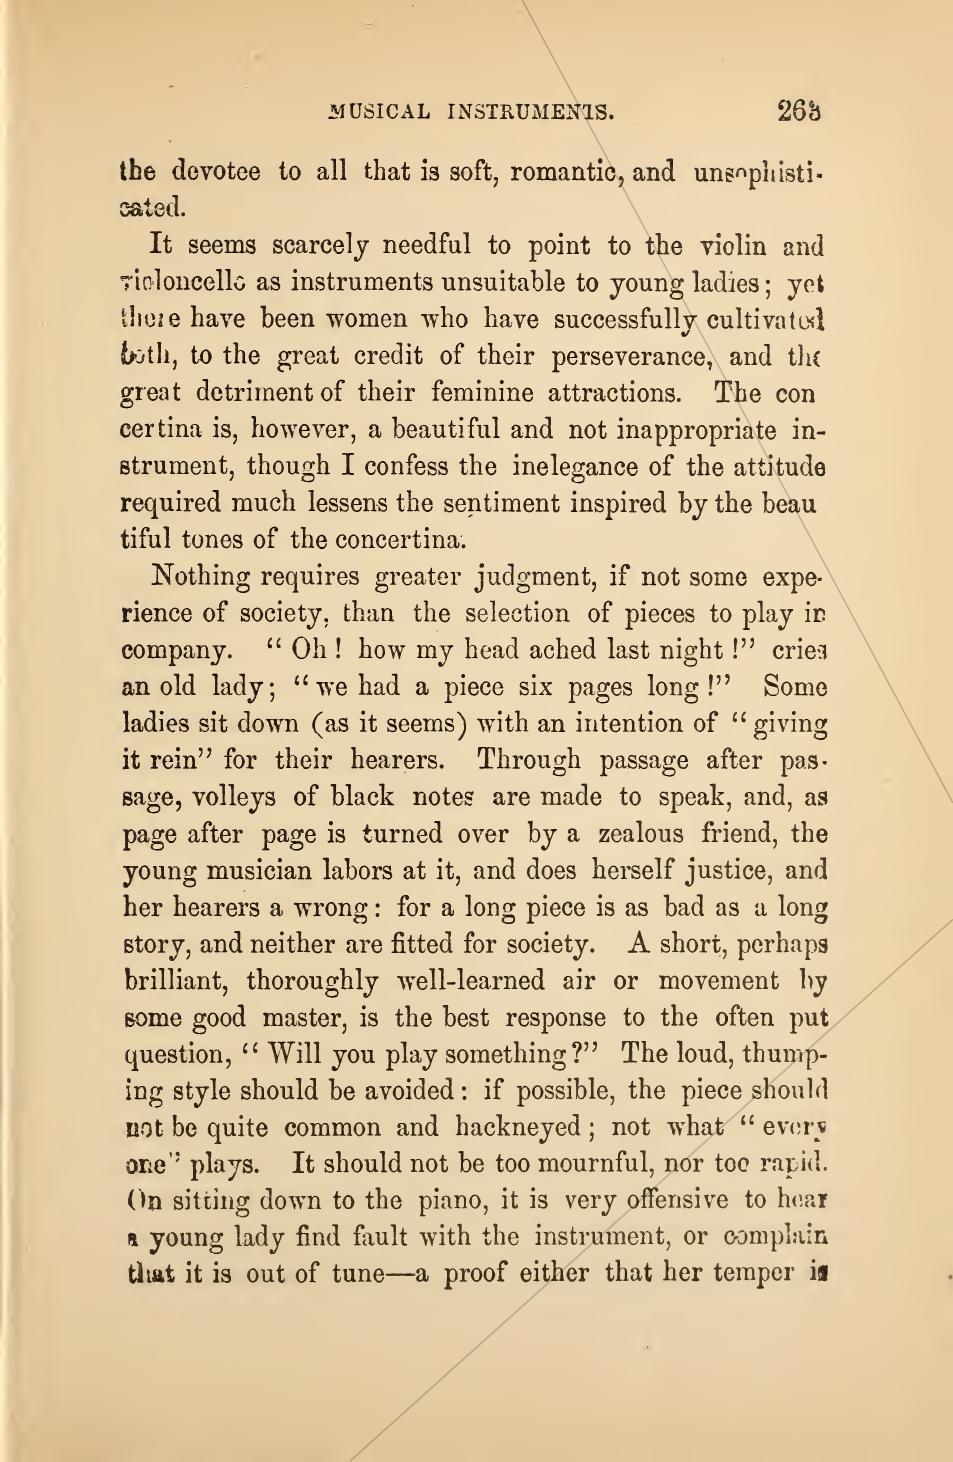 MUSICAL INSTRUMENTS. 263
the devotee to all that is soft, romantic, and unsophisti-
cated.
It seems scarcely needful to point to the violin and
violoncello as instruments unsuitable to young ladies; yet
there have been women who have successfully cultivated
both, to the great credit of their perseverance, and the
great detriment of their feminine attractions. The con
certina is, however, a beautiful and not inappropriate in-
strument, though I confess the inelegance of the attitude
required much lessens the sentiment inspired by the beau
tiful tones of the concertina.
Nothing requires greater judgment, if not some expe-
rience of society, than the selection of pieces to play in
company. "Oh! how my head ached last night!" cries
an old lady; "we had a piece six pages long!" Some
ladies sit down (as it seems) with an intention of "giving
it rein" for their hearers. Through passage after pas-
sage, volleys of black notes are made to speak, and, as
page after page is turned over by a zealous friend, the
young musician labors at it, and does herself justice, and
her hearers a wrong: for a long piece is as bad as a long
story, and neither are fitted for society. A short, perhaps
brilliant, thoroughly well-learned air or movement by
some good master, is the best response to the often put
question, "Will you play something?" The loud, thump-
ing style should be avoided: if possible, the piece should
not be quite common and hackneyed; not what "every
one" plays. It should not be too mournful, nor too rapid.
On sitting down to the piano, it is very offensive to hear
a young lady find fault with the instrument, or complain
that it is out of tune—a proof either that her temper is